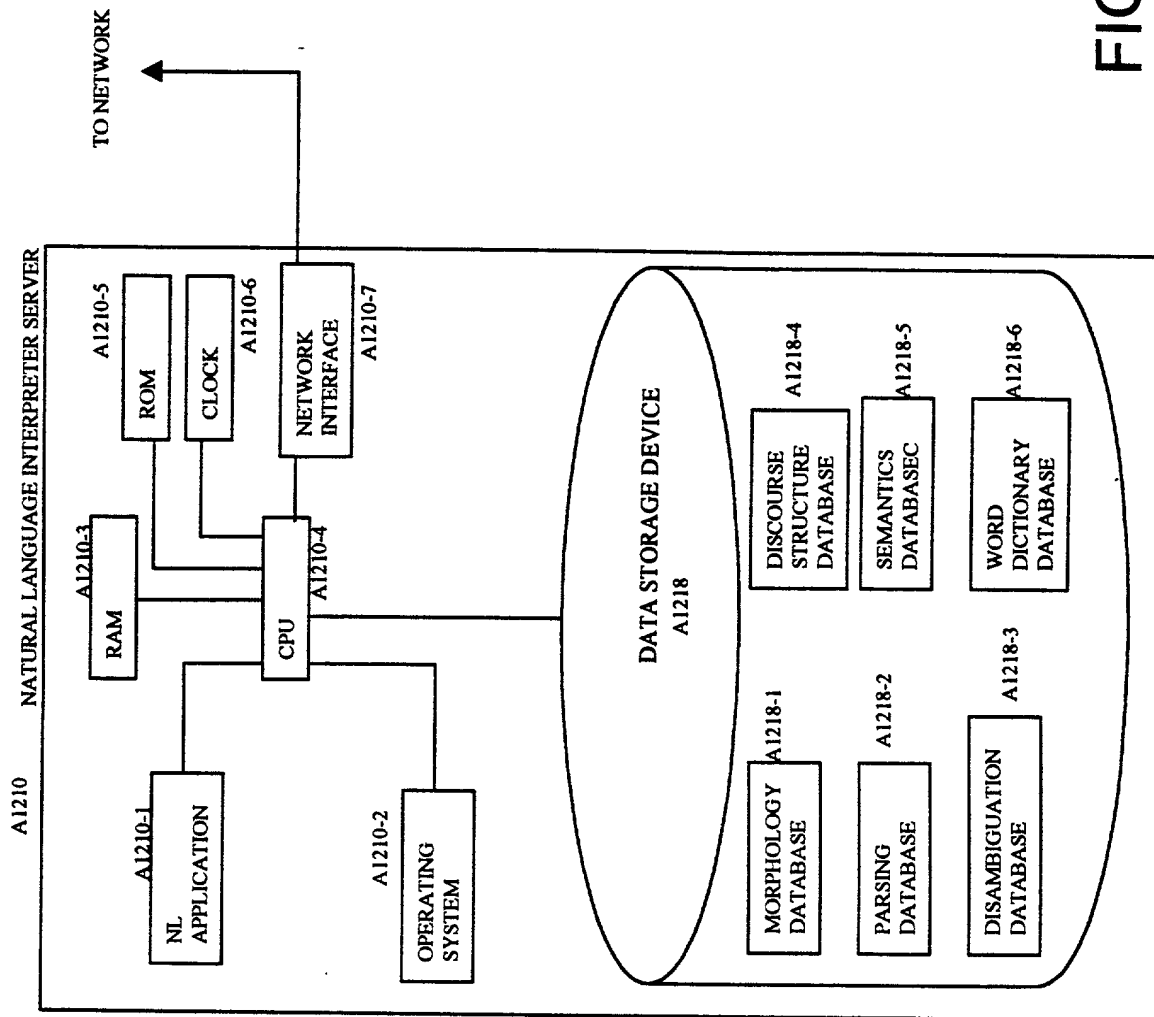 A1210 NATURAL LANGUAGE INTERPRETER SERVER
TO NETWORK
A1210-1
NL
APPLICATION
A1210-2
OPERATING
SYSTEM
A1210-3
RAM
CPU
A1210-4
A1210-5
ROM
CLOCK
A1210-6
NETWORK
INTERFACE
A1210-7
DATA STORAGE DEVICE
A1218
MORPHOLOGY
DATABASE
A1218-1
PARSING
DATABASE
A1218-2
DISAMBIGUATION
DATABASE
A1218-3
DISCOURSE
STRUCTURE
DATABASE
A1218-4
SEMANTICS
DATABASEC
A1218-5
WORD
DICTIONARY
DATABASE
A1218-6